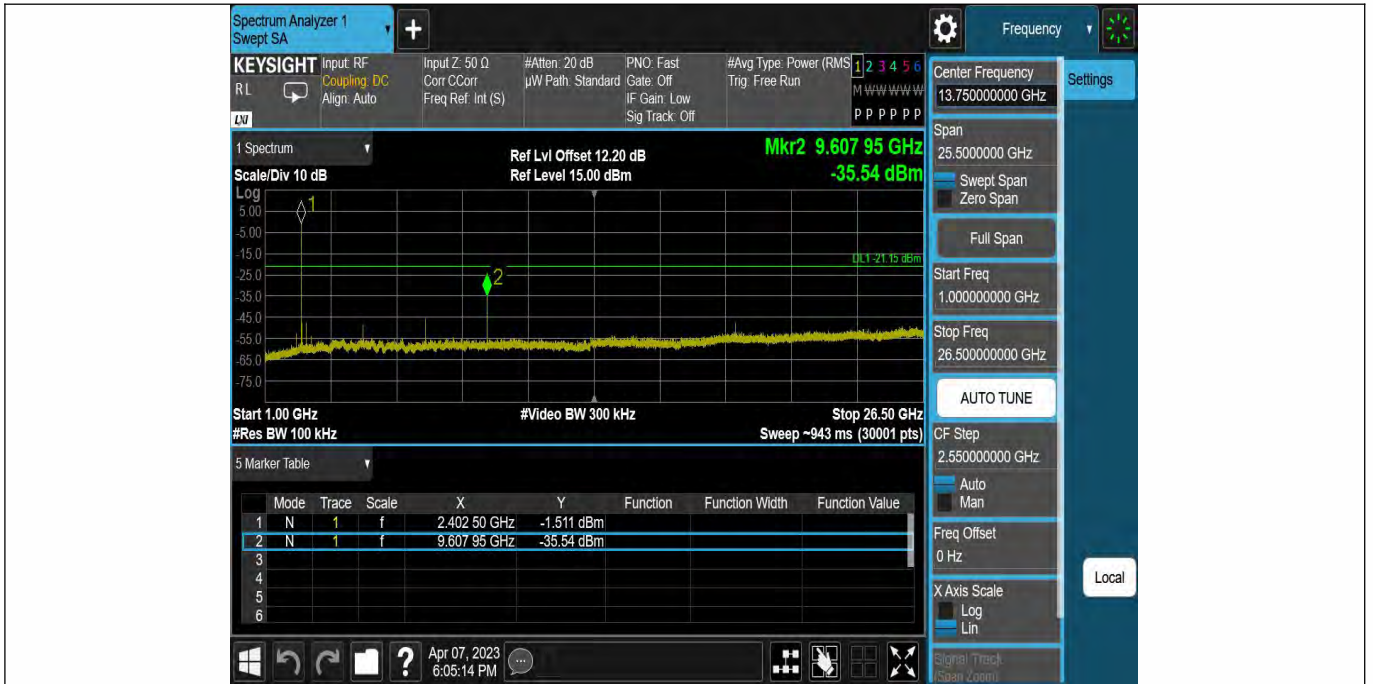 Spectrum Analyzer 1
Swept SA
+
Frequency
KEYSIGHT
RL
LXI
Input: RF
Coupling: DC
Align: Auto
Input Z: 50 Ω
Corr CCorr
Freq Ref: Int (S)
#Atten: 20 dB
µW Path: Standard
PNO: Fast
Gate: Off
IF Gain: Low
Sig Track: Off
#Avg Type: Power (RMS
Trig: Free Run
1 2 3 4 5 6
M W W W W W
P P P P P P
1 Spectrum
Scale/Div 10 dB
Ref Lvl Offset 12.20 dB
Ref Level 15.00 dBm
Mkr2 9.607 95 GHz
-35.54 dBm
Log
5.00
-5.00
-15.0
-25.0
-35.0
-45.0
-55.0
-65.0
-75.0
1
2
DL1 -21.15 dBm
Start 1.00 GHz
#Res BW 100 kHz
#Video BW 300 kHz
Stop 26.50 GHz
Sweep ~943 ms (30001 pts)
5 Marker Table
Mode Trace Scale X Y Function Function Width Function Value
1 N 1 f 2.402 50 GHz -1.511 dBm
2 N 1 f 9.607 95 GHz -35.54 dBm
3
4
5
6
Center Frequency
13.750000000 GHz
Settings
Span
25.5000000 GHz
Swept Span
Zero Span
Full Span
Start Freq
1.000000000 GHz
Stop Freq
26.500000000 GHz
AUTO TUNE
CF Step
2.550000000 GHz
Auto
Man
Freq Offset
0 Hz
X Axis Scale
Log
Lin
Signal Track
(Span Zoom)
Local
?
Apr 07, 2023
6:05:14 PM